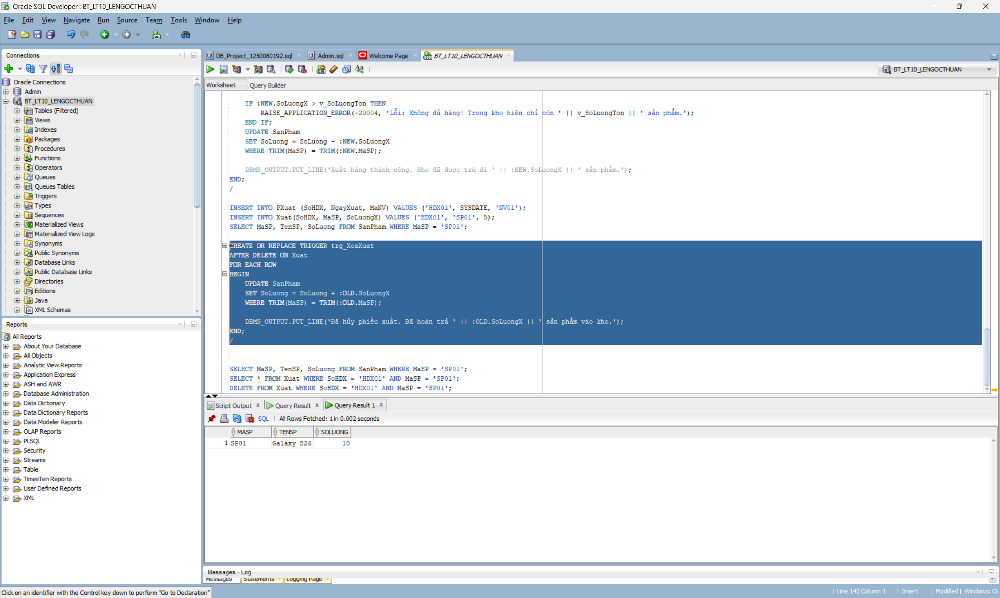 Oracle SQL Developer : BT_LT10_LENGOCTHUAN
File Edit View Navigate Run Source Team Tools Window Help
Connections
Oracle Connections
Admin
BT_LT10_LENGOCTHUAN
Tables (Filtered)
Views
Indexes
Packages
Procedures
Functions
Operators
Queues
Queues Tables
Triggers
Types
Sequences
Materialized Views
Materialized View Logs
Synonyms
Public Synonyms
Database Links
Public Database Links
Directories
Editions
Java
XML Schemas
Reports
All Reports
About Your Database
All Objects
Analytic View Reports
Application Express
ASH and AWR
Database Administration
Data Dictionary
Data Dictionary Reports
Data Modeler Reports
OLAP Reports
PLSQL
Security
Streams
Table
TimesTen Reports
User Defined Reports
XML
DB_Project_1250080192.sql Admin.sql Welcome Page BT_LT10_LENGOCTHUAN
BT_LT10_LENGOCTHUAN
Worksheet Query Builder
IF :NEW.SoLuongX > v_SoLuongTon THEN
RAISE_APPLICATION_ERROR(-20004, 'Lỗi: Không đủ hàng! Trong kho hiện chỉ còn ' || v_SoLuongTon || ' sản phẩm.');
END IF;
UPDATE SanPham
SET SoLuong = SoLuong - :NEW.SoLuongX
WHERE TRIM(MaSP) = TRIM(:NEW.MaSP);
DBMS_OUTPUT.PUT_LINE('Xuất hàng thành công. Kho đã được trừ đi ' || :NEW.SoLuongX || ' sản phẩm.');
END;
/
INSERT INTO PXuat (SoHDX, NgayXuat, MaNV) VALUES ('HDX01', SYSDATE, 'NV01');
INSERT INTO Xuat(SoHDX, MaSP, SoLuongX) VALUES ('HDX01', 'SP01', 5);
SELECT MaSP, TenSP, SoLuong FROM SanPham WHERE MaSP = 'SP01';
CREATE OR REPLACE TRIGGER trg_XoaXuat
AFTER DELETE ON Xuat
FOR EACH ROW
BEGIN
UPDATE SanPham
SET SoLuong = SoLuong + :OLD.SoLuongX
WHERE TRIM(MaSP) = TRIM(:OLD.MaSP);
DBMS_OUTPUT.PUT_LINE('Đã hủy phiếu xuất. Đã hoàn trả ' || :OLD.SoLuongX || ' sản phẩm vào kho.');
END;
/
SELECT MaSP, TenSP, SoLuong FROM SanPham WHERE MaSP = 'SP01';
SELECT * FROM Xuat WHERE SoHDX = 'HDX01' AND MaSP = 'SP01';
DELETE FROM Xuat WHERE SoHDX = 'HDX01' AND MaSP = 'SP01';
Script Output Query Result Query Result 1
SQL All Rows Fetched: 1 in 0.002 seconds
MASP TENSP SOLUONG
1 SP01 Galaxy S24 10
Messages - Log
Messages Statements Logging Page
Click on an identifier with the Control key down to perform "Go to Declaration"
Line 142 Column 1 Insert Modified Windows: